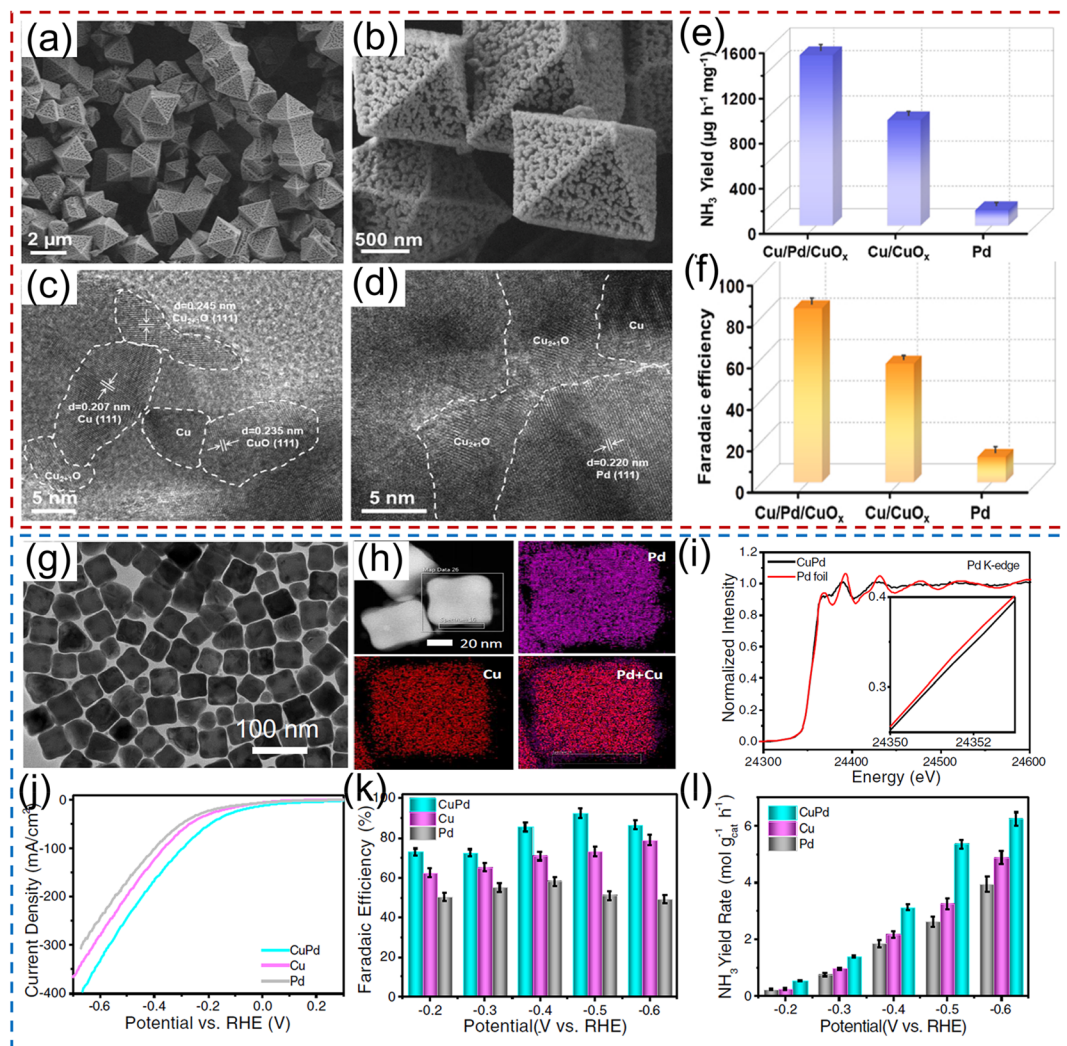 (a)
2 μm
(b)
500 nm
(c)
d=0.245 nm
Cu₂₊₁O (111)
d=0.207 nm
Cu (111)
Cu
d=0.235 nm
CuO (111)
Cu₂₊₁O
5 nm
(d)
Cu
Cu₂₊₁O
Cu₂₊₁O
d=0.220 nm
Pd (111)
5 nm
(e)
NH₃ Yield (μg h⁻¹ mg⁻¹)
1600
1200
800
400
0
Cu/Pd/CuOₓ Cu/CuOₓ Pd
(f)
Faradaic efficiency
100
80
60
40
20
0
Cu/Pd/CuOₓ Cu/CuOₓ Pd
(g)
100 nm
(h)
Map Data 26
20 nm
Pd
Cu
Pd+Cu
(i)
Normalized Intensity
1.2
1.0
0.8
0.6
0.4
0.2
0.0
CuPd
Pd foil
Pd K-edge
0.4
0.3
24350 24352
24300 24400 24500 24600
Energy (eV)
(j)
Current Density (mA/cm²)
0
-100
-200
-300
-400
CuPd
Cu
Pd
-0.6 -0.4 -0.2 0.0 0.2
Potential vs. RHE (V)
(k)
Faradaic Efficiency (%)
100
80
60
40
20
0
CuPd
Cu
Pd
-0.2 -0.3 -0.4 -0.5 -0.6
Potential(.V vs. RHE)
(l)
NH₃ Yield Rate (mol g⁻¹cat h⁻¹)
6
4
2
0
CuPd
Cu
Pd
-0.2 -0.3 -0.4 -0.5 -0.6
Potential(V vs. RHE)